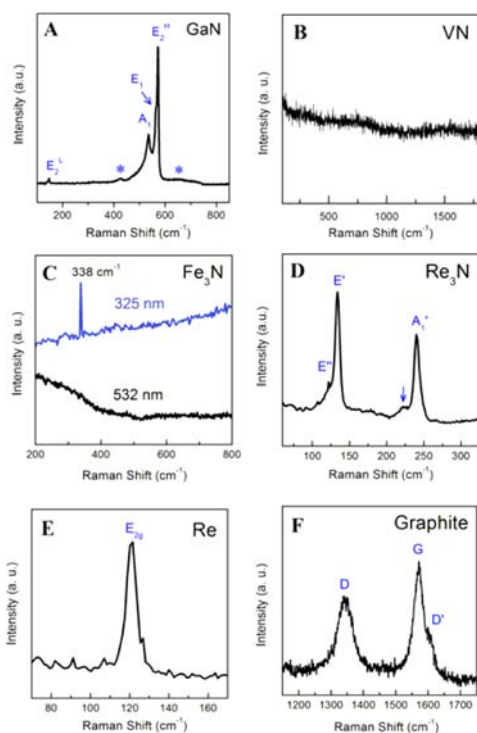 A GaN
E₂ᴴ
E₁
A₁
E₂ᴸ
*
*
Intensity (a.u.)
200 400 600 800
Raman Shift (cm⁻¹)
B VN
Intensity (a.u.)
500 1000 1500
Raman Shift (cm⁻¹)
C 338 cm⁻¹ Fe₃N
325 nm
532 nm
Intensity (a. u.)
200 300 400 500 600 700 800
Raman Shift (cm⁻¹)
D Re₃N
E'
A₁'
E"
Intensity (a. u.)
100 150 200 250 300
Raman Shift (cm⁻¹)
E Re
E₂g
Intensity (a. u.)
80 100 120 140 160
Raman Shift (cm⁻¹)
F Graphite
G
D
D'
Intensity (a. u.)
1200 1300 1400 1500 1600 1700
Raman Shift (cm⁻¹)